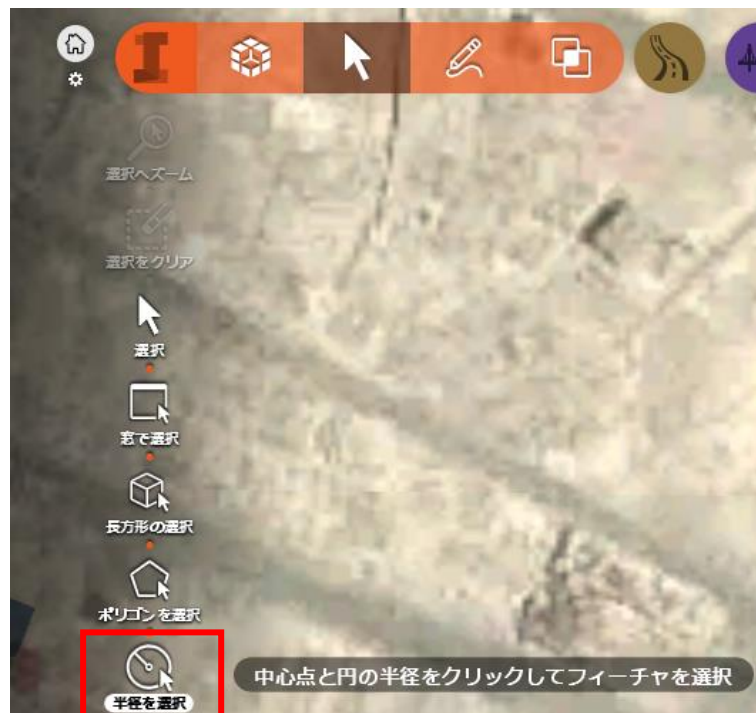 選択へズーム
選択をクリア
選択
窓で選択
長方形の選択
ポリゴンを選択
半径を選択
中心点と円の半径をクリックしてフィーチャを選択